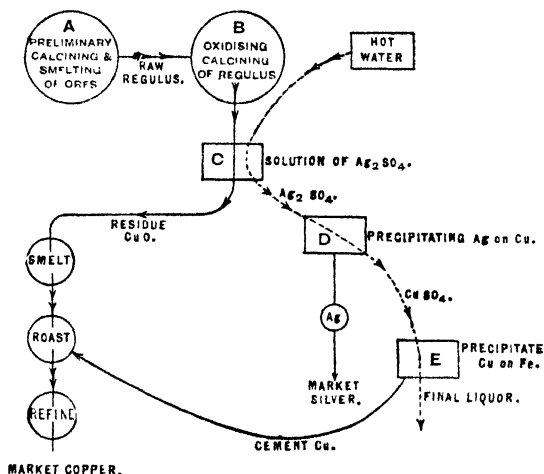 A
PRELIMINARY
CALCINING &
SMELTING
OF ORES
RAW
REGULUS.
B
OXIDISING
CALCINING
OF REGULUS
HOT
WATER
C
SOLUTION OF Ag2SO4.
Ag2 SO4.
RESIDUE
CuO.
D
PRECIPITATING Ag on Cu.
SMELT
CuSO4.
Ag
ROAST
E
PRECIPITATE
Cu on Fe.
MARKET
SILVER.
FINAL LIQUOR.
REFINE
CEMENT Cu.
MARKET COPPER.